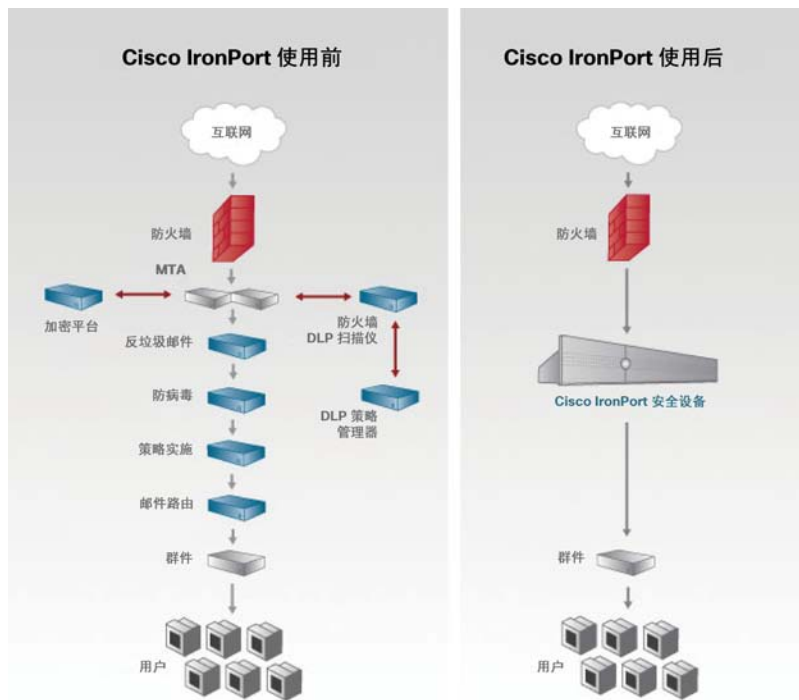 Cisco IronPort 使用前
互联网
防火墙
MTA
加密平台
防火墙
DLP 扫描仪
反垃圾邮件
防病毒
DLP 策略
管理器
策略实施
邮件路由
群件
用户
Cisco IronPort 使用后
互联网
防火墙
Cisco IronPort 安全设备
群件
用户